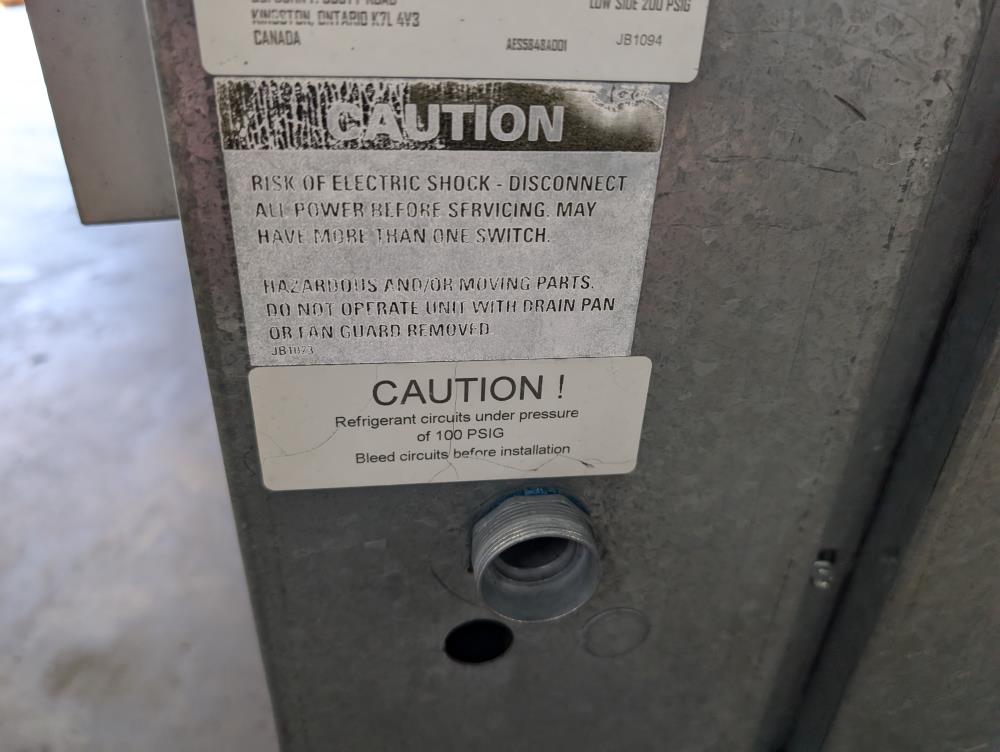 LOW SIDE 200 PSIG
KINGSTON, ONTARIO K7L 4V3
CANADA
AES5848A001
JB1094
CAUTION
RISK OF ELECTRIC SHOCK - DISCONNECT
ALL POWER BEFORE SERVICING. MAY
HAVE MORE THAN ONE SWITCH.
HAZARDOUS AND/OR MOVING PARTS.
DO NOT OPERATE UNIT WITH DRAIN PAN
OR FAN GUARD REMOVED.
JB1023
CAUTION !
Refrigerant circuits under pressure
of 100 PSIG
Bleed circuits before installation